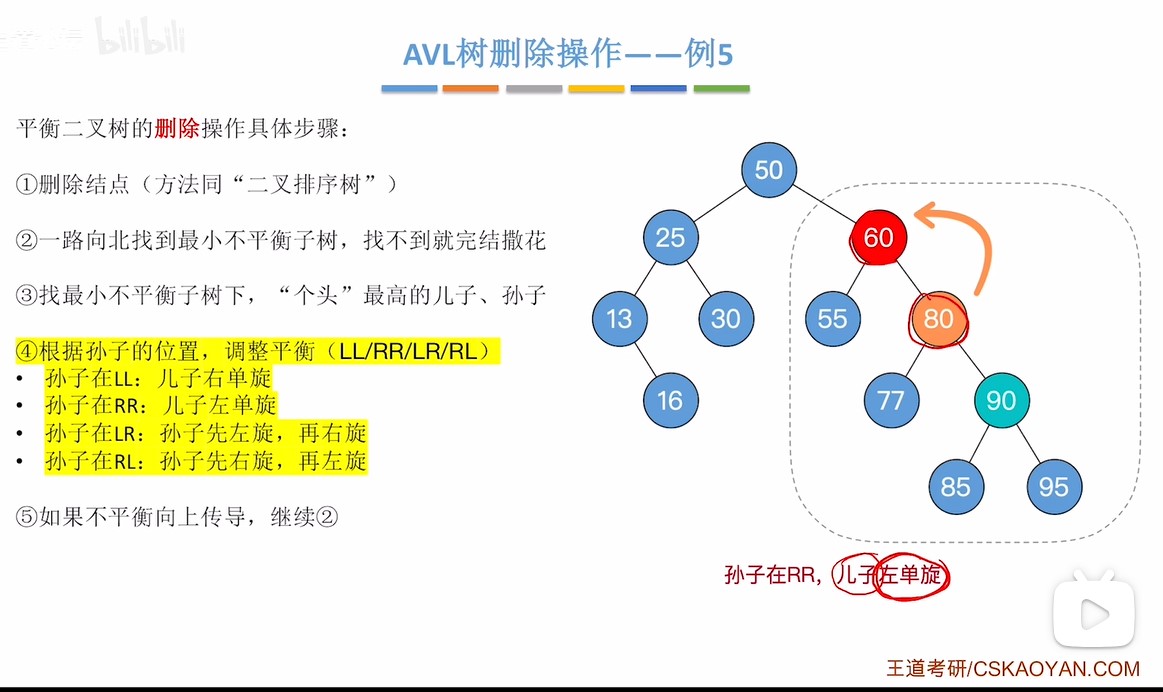 bilibili
AVL树删除操作——例5
平衡二叉树的删除操作具体步骤：
①删除结点（方法同“二叉排序树”）
②一路向北找到最小不平衡子树，找不到就完结撒花
③找最小不平衡子树下，“个头”最高的儿子、孙子
④根据孙子的位置，调整平衡（LL/RR/LR/RL）
• 孙子在LL：儿子右单旋
• 孙子在RR：儿子左单旋
• 孙子在LR：孙子先左旋，再右旋
• 孙子在RL：孙子先右旋，再左旋
⑤如果不平衡向上传导，继续②
50
25 60
13 30 55 80
16 77 90
85 95
孙子在RR，儿子左单旋
王道考研/CSKAOYAN.COM